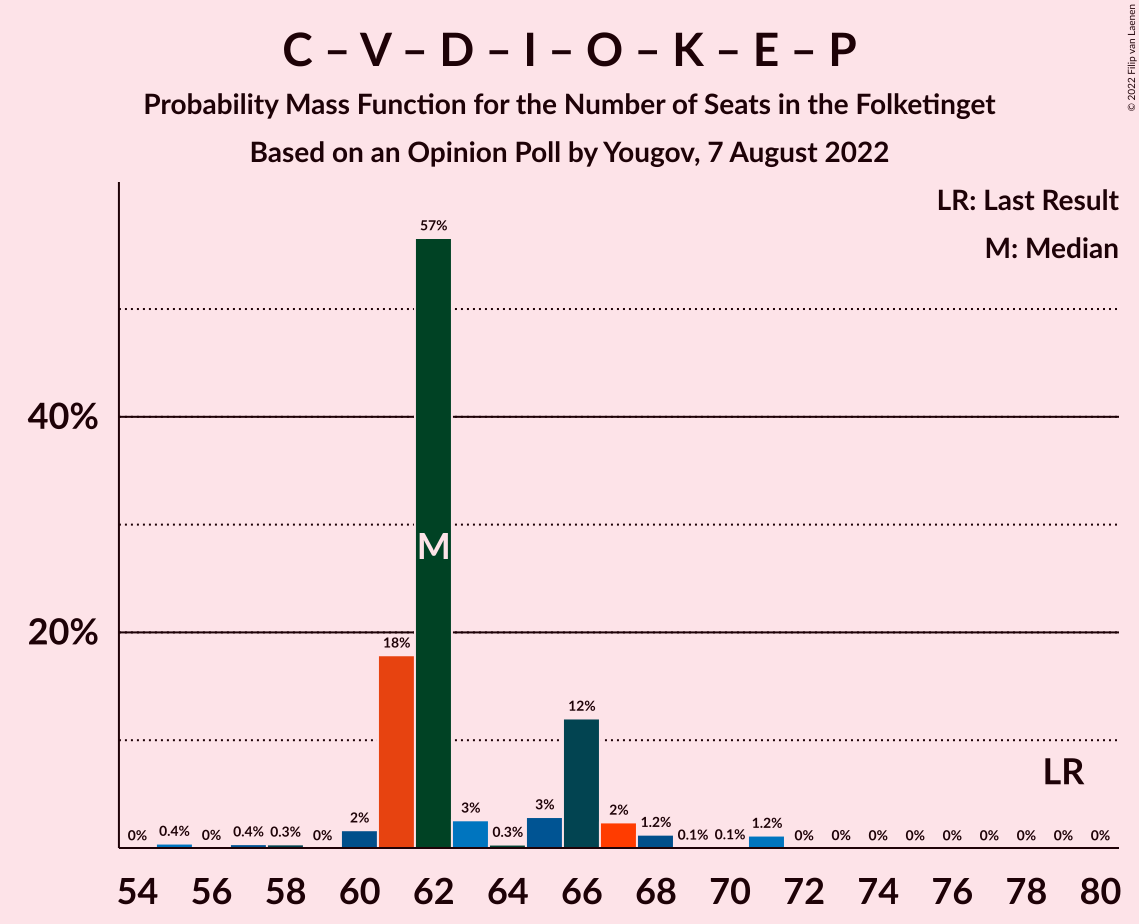 C – V – D – I – O – K – E – P
Probability Mass Function for the Number of Seats in the Folketinget
Based on an Opinion Poll by Yougov, 7 August 2022
© 2022 Filip van Laenen
LR: Last Result
M: Median
57%
40%
M
20%
18%
12%
LR
0% 0.4% 0% 0.4% 0.3% 0% 2% 3% 0.3% 3% 2% 1.2% 0.1% 0.1% 1.2% 0% 0% 0% 0% 0% 0% 0% 0% 0%
54 56 58 60 62 64 66 68 70 72 74 76 78 80